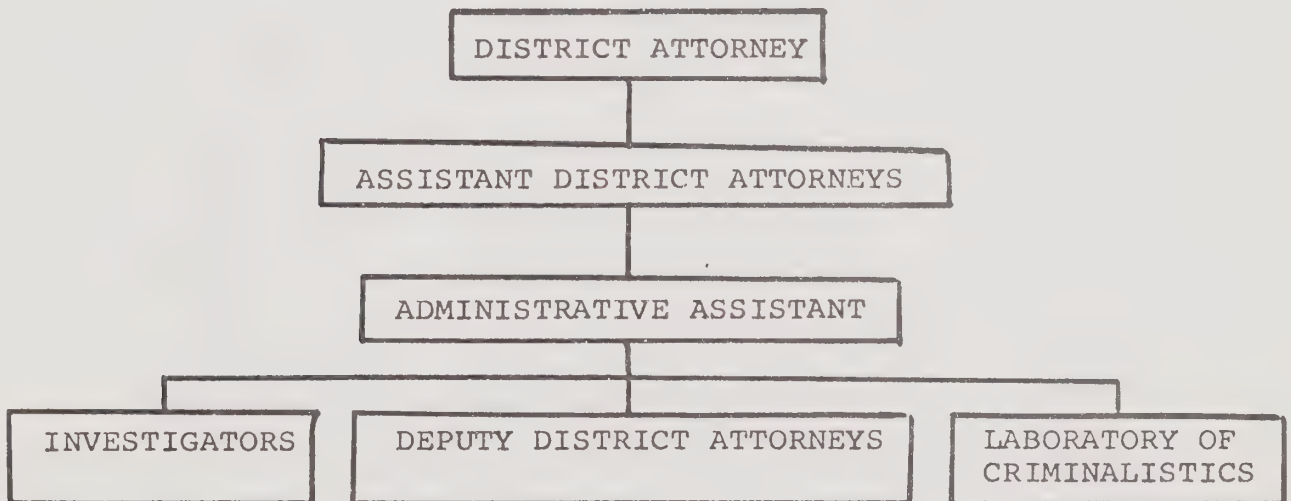 DISTRICT ATTORNEY
ASSISTANT DISTRICT ATTORNEYS
ADMINISTRATIVE ASSISTANT
INVESTIGATORS
DEPUTY DISTRICT ATTORNEYS
LABORATORY OF
CRIMINALISTICS